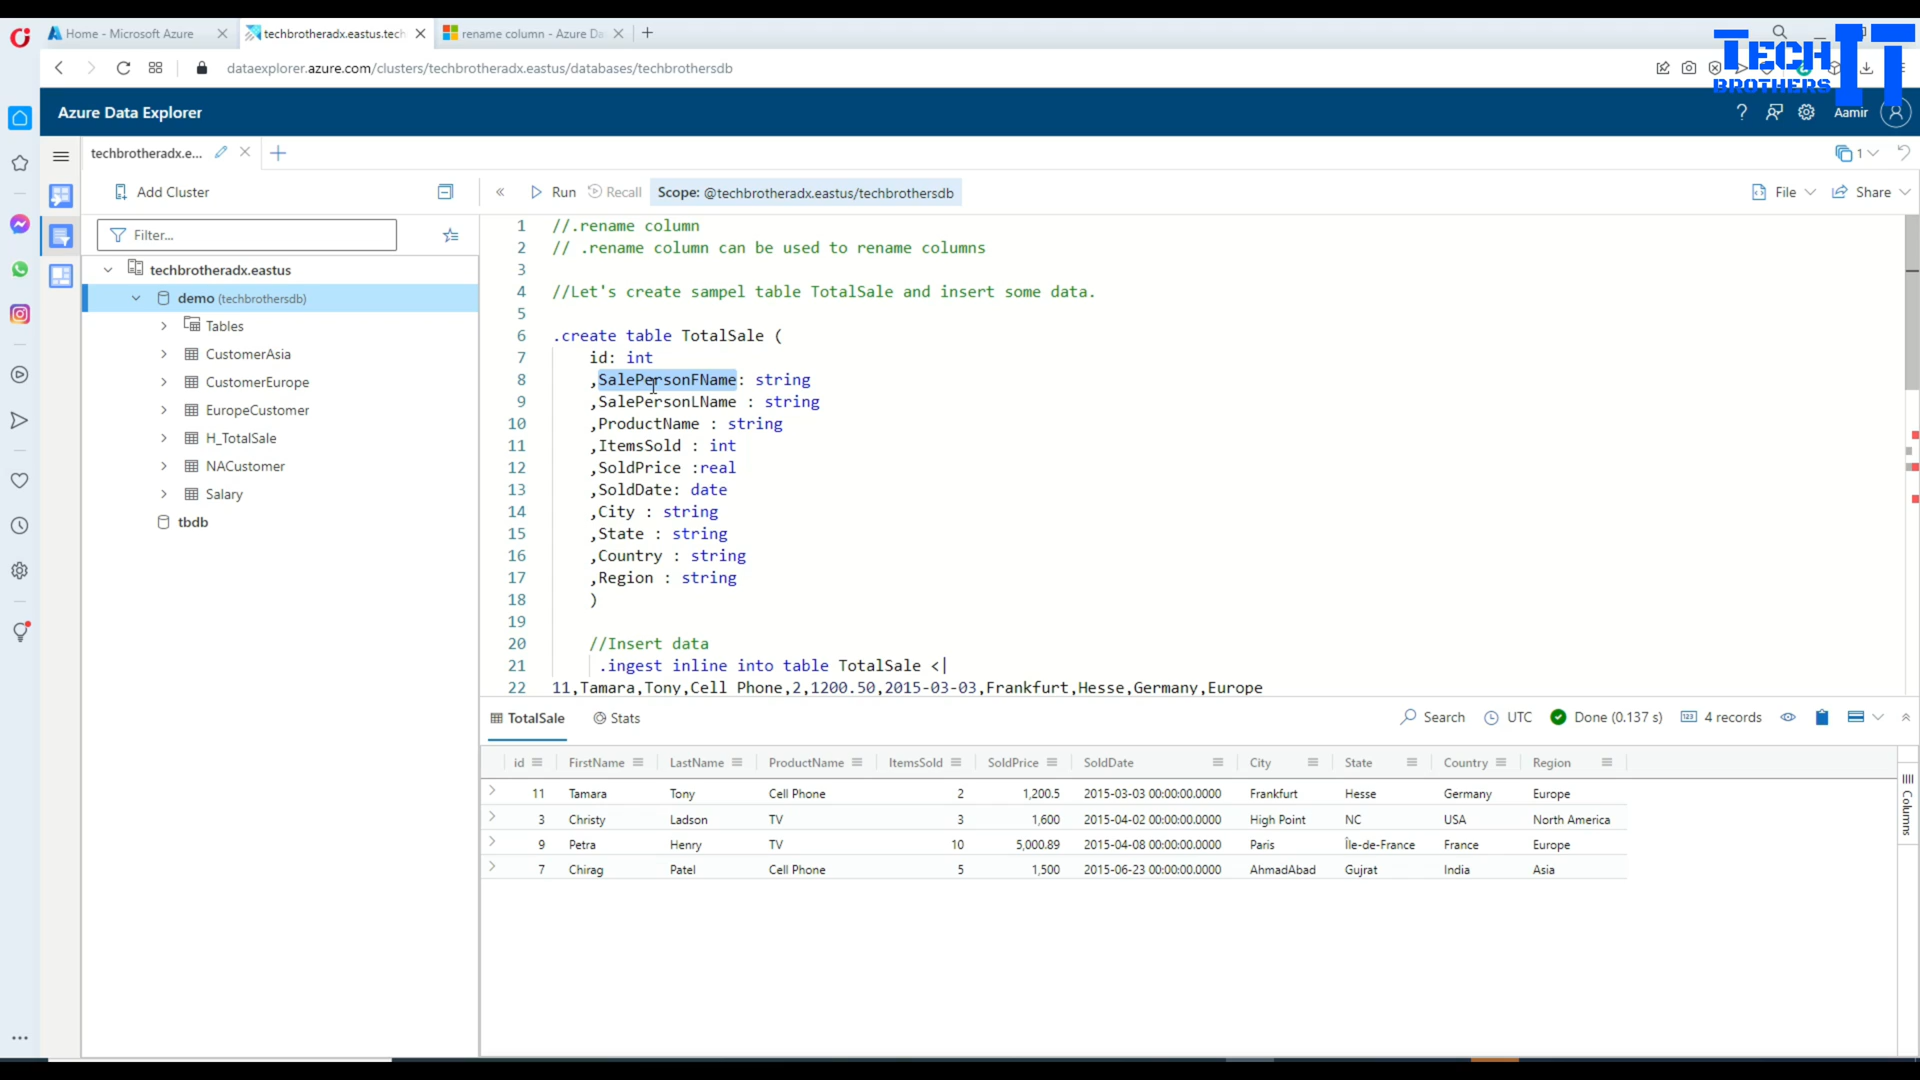 Home - Microsoft Azure
techbrotheradx.eastus.tech
rename column - Azure Da
TECH IT
BROTHERS
dataexplorer.azure.com/clusters/techbrotheradx.eastus/databases/techbrothersdb
Azure Data Explorer
? Aamir
techbrotheradx.e...
1
Add Cluster
Run Recall Scope: @techbrotheradx.eastus/techbrothersdb
File Share
Filter...
techbrotheradx.eastus
demo (techbrothersdb)
Tables
CustomerAsia
CustomerEurope
EuropeCustomer
H_TotalSale
NACustomer
Salary
tbdb
1 //.rename column
2 // .rename column can be used to rename columns
3
4 //Let's create sampel table TotalSale and insert some data.
5
6 .create table TotalSale (
7 id: int
8 ,SalePersonFName: string
9 ,SalePersonLName : string
10 ,ProductName : string
11 ,ItemsSold : int
12 ,SoldPrice :real
13 ,SoldDate: date
14 ,City : string
15 ,State : string
16 ,Country : string
17 ,Region : string
18 )
19
20 //Insert data
21 .ingest inline into table TotalSale <|
22 11,Tamara,Tony,Cell Phone,2,1200.50,2015-03-03,Frankfurt,Hesse,Germany,Europe
TotalSale Stats Search UTC Done (0.137 s) 4 records
id FirstName LastName ProductName ItemsSold SoldPrice SoldDate City State Country Region
11 Tamara Tony Cell Phone 2 1,200.5 2015-03-03 00:00:00.0000 Frankfurt Hesse Germany Europe
3 Christy Ladson TV 3 1,600 2015-04-02 00:00:00.0000 High Point NC USA North America
9 Petra Henry TV 10 5,000.89 2015-04-08 00:00:00.0000 Paris Île-de-France France Europe
7 Chirag Patel Cell Phone 5 1,500 2015-06-23 00:00:00.0000 AhmadAbad Gujrat India Asia
Columns